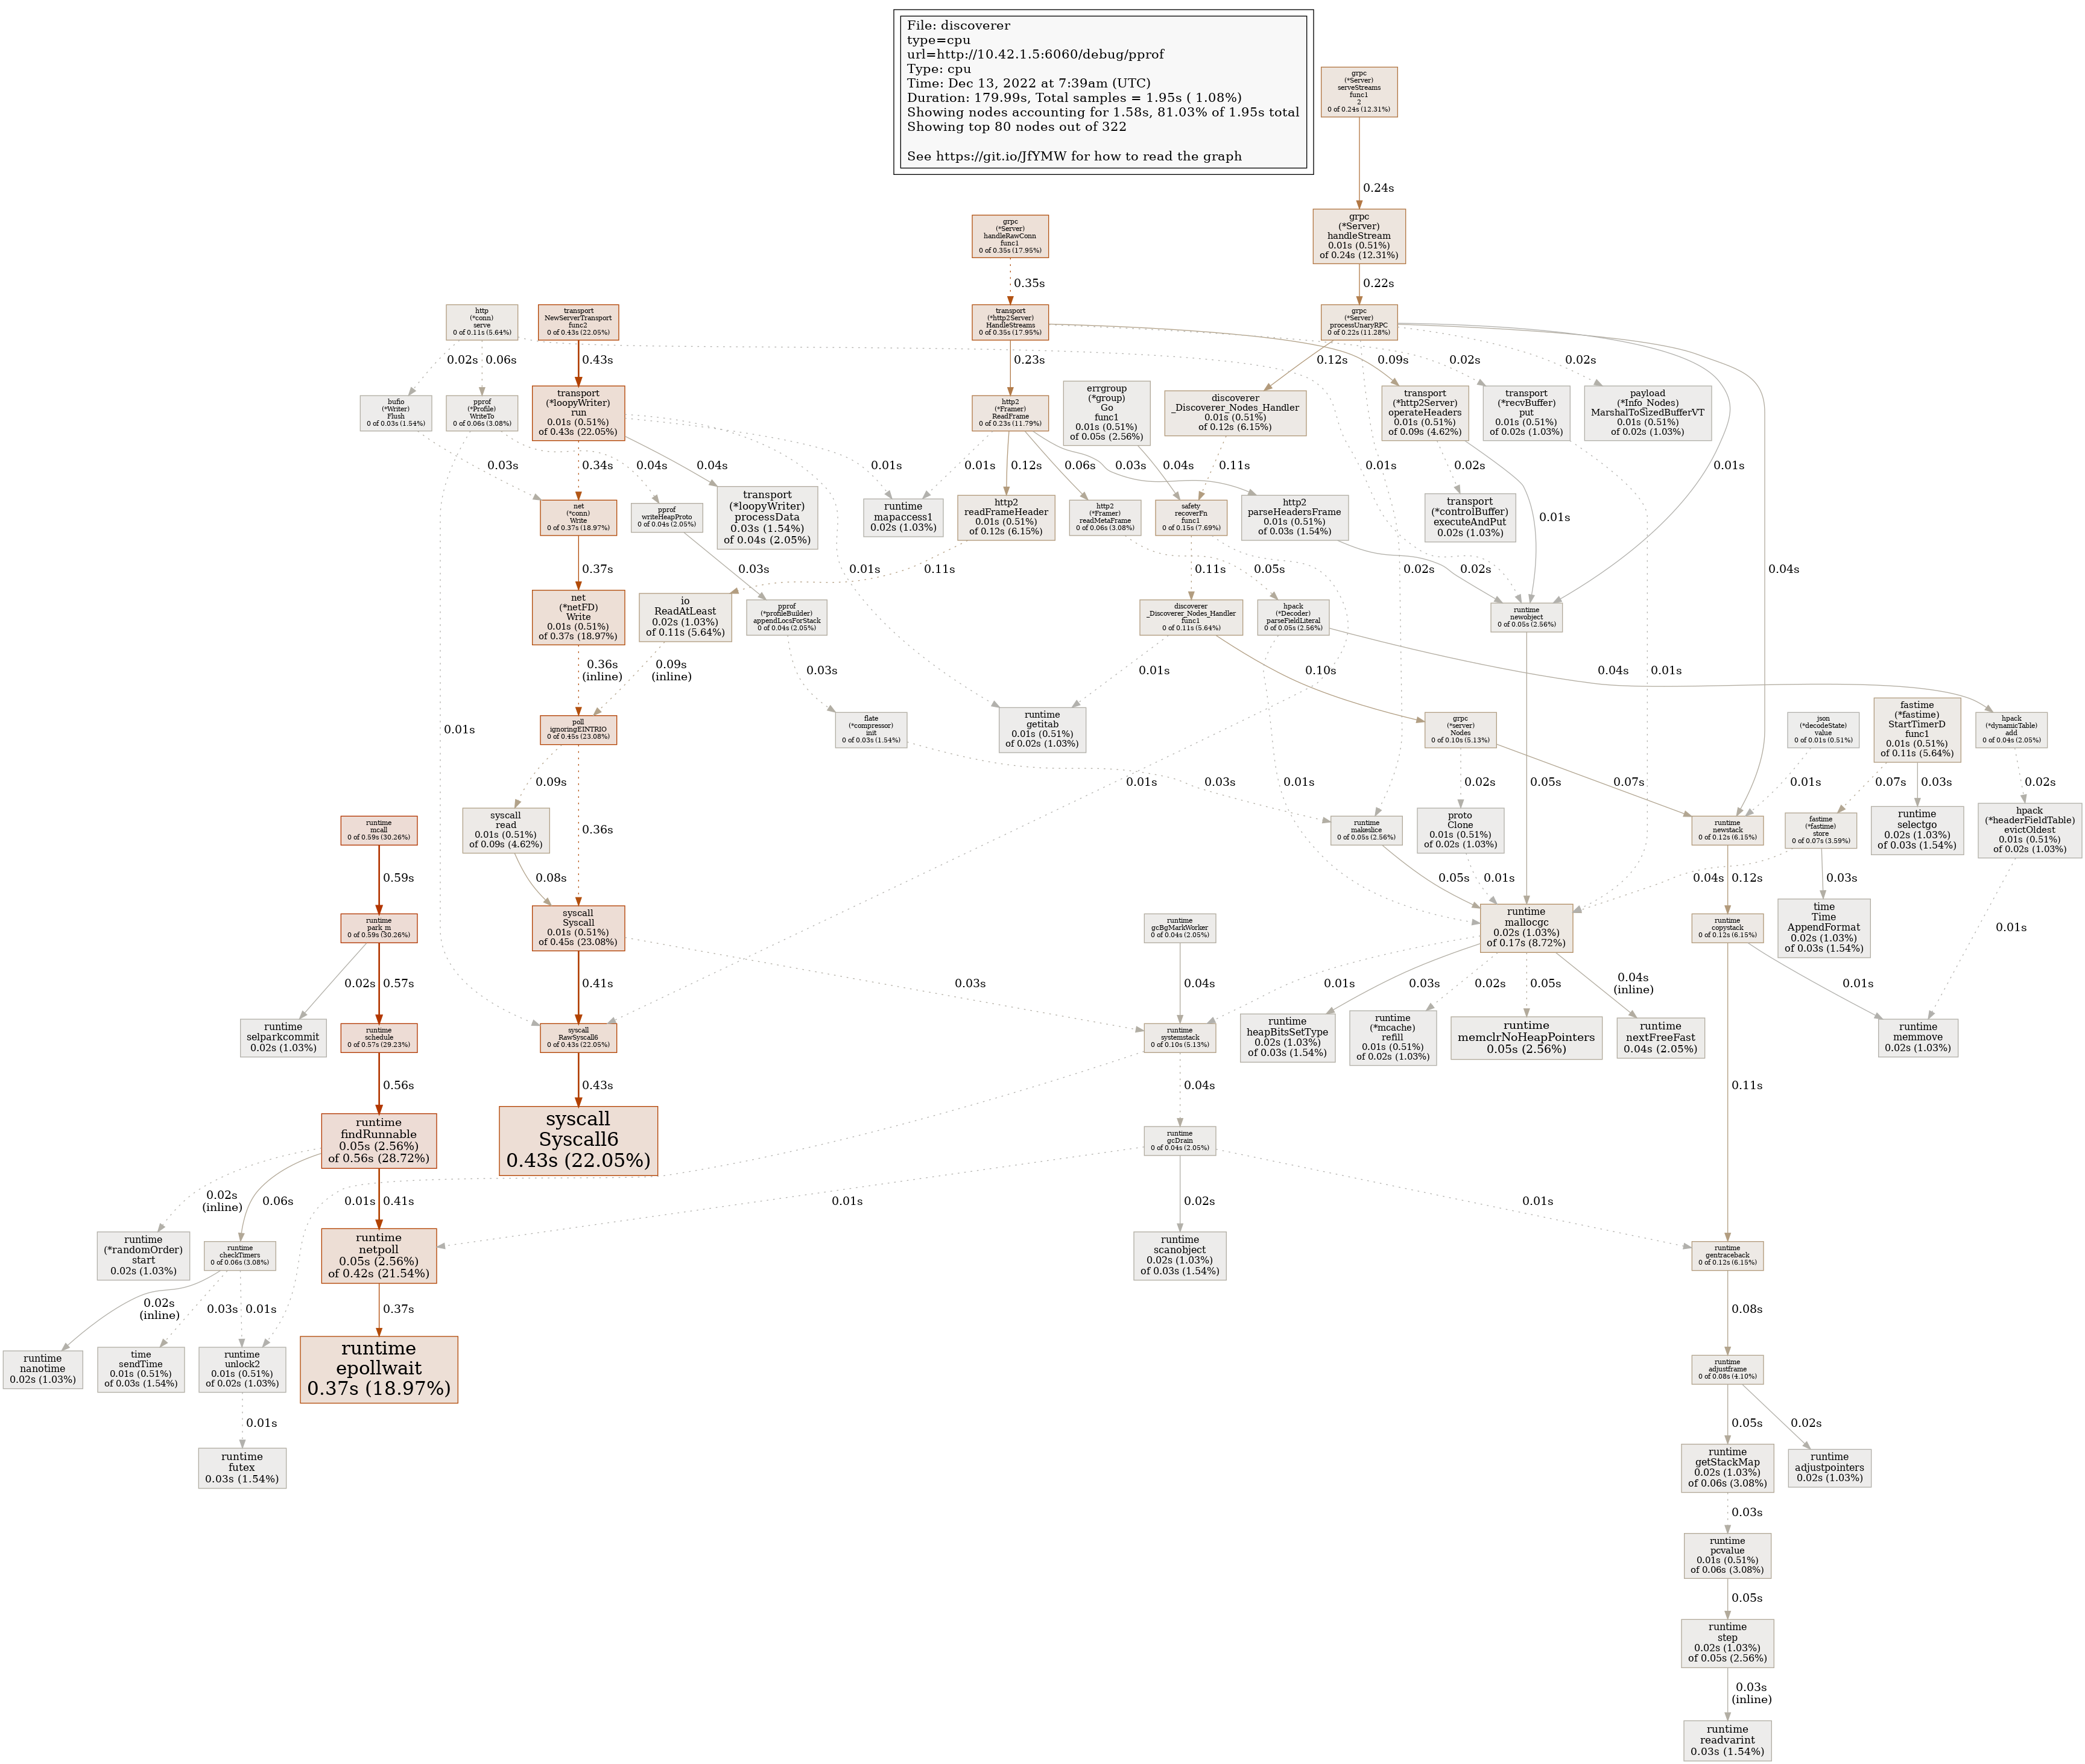 File: discoverer
type=cpu
url=http://10.42.1.5:6060/debug/pprof
Type: cpu
Time: Dec 13, 2022 at 7:39am (UTC)
Duration: 179.99s, Total samples = 1.95s ( 1.08%)
Showing nodes accounting for 1.58s, 81.03% of 1.95s total
Showing top 80 nodes out of 322
See https://git.io/JfYMW for how to read the graph
grpc
(*Server)
serveStreams
func1
2
0 of 0.24s (12.31%)
0.24s
grpc
(*Server)
handleRawConn
func1
0 of 0.35s (17.95%)
grpc
(*Server)
handleStream
0.01s (0.51%)
of 0.24s (12.31%)
0.35s
0.22s
http
(*conn)
serve
0 of 0.11s (5.64%)
transport
NewServerTransport
func2
0 of 0.43s (22.05%)
transport
(*http2Server)
HandleStreams
0 of 0.35s (17.95%)
grpc
(*Server)
processUnaryRPC
0 of 0.22s (11.28%)
0.02s
0.06s
0.43s
0.23s
0.12s
0.09s
0.02s
0.02s
bufio
(*Writer)
Flush
0 of 0.03s (1.54%)
pprof
(*Profile)
WriteTo
0 of 0.06s (3.08%)
transport
(*loopyWriter)
run
0.01s (0.51%)
of 0.43s (22.05%)
http2
(*Framer)
ReadFrame
0 of 0.23s (11.79%)
errgroup
(*group)
Go
func1
0.01s (0.51%)
of 0.05s (2.56%)
discoverer
_Discoverer_Nodes_Handler
0.01s (0.51%)
of 0.12s (6.15%)
transport
(*http2Server)
operateHeaders
0.01s (0.51%)
of 0.09s (4.62%)
transport
(*recvBuffer)
put
0.01s (0.51%)
of 0.02s (1.03%)
payload
(*Info_Nodes)
MarshalToSizedBufferVT
0.01s (0.51%)
of 0.02s (1.03%)
0.03s
0.34s
0.04s
0.04s
0.01s
0.01s
0.12s
0.06s
0.03s
0.04s
0.11s
0.01s
0.02s
0.01s
net
(*conn)
Write
0 of 0.37s (18.97%)
pprof
writeHeapProto
0 of 0.04s (2.05%)
transport
(*loopyWriter)
processData
0.03s (1.54%)
of 0.04s (2.05%)
runtime
mapaccess1
0.02s (1.03%)
http2
readFrameHeader
0.01s (0.51%)
of 0.12s (6.15%)
http2
(*Framer)
readMetaFrame
0 of 0.06s (3.08%)
safety
recoverFn
func1
0 of 0.15s (7.69%)
http2
parseHeadersFrame
0.01s (0.51%)
of 0.03s (1.54%)
transport
(*controlBuffer)
executeAndPut
0.02s (1.03%)
0.01s
0.37s
0.03s
0.01s
0.11s
0.05s
0.11s
0.02s
0.02s
0.04s
net
(*netFD)
Write
0.01s (0.51%)
of 0.37s (18.97%)
io
ReadAtLeast
0.02s (1.03%)
of 0.11s (5.64%)
pprof
(*profileBuilder)
appendLocsForStack
0 of 0.04s (2.05%)
discoverer
_Discoverer_Nodes_Handler
func1
0 of 0.11s (5.64%)
hpack
(*Decoder)
parseFieldLiteral
0 of 0.05s (2.56%)
runtime
newobject
0 of 0.05s (2.56%)
0.36s
(inline)
0.09s
(inline)
0.03s
0.01s
0.10s
0.04s
0.01s
0.01s
poll
ignoringEINTRIO
0 of 0.45s (23.08%)
flate
(*compressor)
init
0 of 0.03s (1.54%)
runtime
getitab
0.01s (0.51%)
of 0.02s (1.03%)
grpc
(*server)
Nodes
0 of 0.10s (5.13%)
json
(*decodeState)
value
0 of 0.01s (0.51%)
fastime
(*fastime)
StartTimerD
func1
0.01s (0.51%)
of 0.11s (5.64%)
hpack
(*dynamicTable)
add
0 of 0.04s (2.05%)
0.09s
0.36s
0.03s
0.01s
0.01s
0.02s
0.05s
0.07s
0.01s
0.07s
0.03s
0.02s
runtime
mcall
0 of 0.59s (30.26%)
syscall
read
0.01s (0.51%)
of 0.09s (4.62%)
runtime
makeslice
0 of 0.05s (2.56%)
proto
Clone
0.01s (0.51%)
of 0.02s (1.03%)
runtime
newstack
0 of 0.12s (6.15%)
fastime
(*fastime)
store
0 of 0.07s (3.59%)
runtime
selectgo
0.02s (1.03%)
of 0.03s (1.54%)
hpack
(*headerFieldTable)
evictOldest
0.01s (0.51%)
of 0.02s (1.03%)
0.59s
0.08s
0.05s
0.01s
0.04s
0.12s
0.03s
0.01s
runtime
park_m
0 of 0.59s (30.26%)
syscall
Syscall
0.01s (0.51%)
of 0.45s (23.08%)
runtime
gcBgMarkWorker
0 of 0.04s (2.05%)
runtime
mallocgc
0.02s (1.03%)
of 0.17s (8.72%)
runtime
copystack
0 of 0.12s (6.15%)
time
Time
AppendFormat
0.02s (1.03%)
of 0.03s (1.54%)
0.02s
0.57s
0.41s
0.03s
0.04s
0.01s
0.03s
0.02s
0.05s
0.04s
(inline)
0.01s
runtime
selparkcommit
0.02s (1.03%)
runtime
schedule
0 of 0.57s (29.23%)
syscall
RawSyscall6
0 of 0.43s (22.05%)
runtime
systemstack
0 of 0.10s (5.13%)
runtime
heapBitsSetType
0.02s (1.03%)
of 0.03s (1.54%)
runtime
(*mcache)
refill
0.01s (0.51%)
of 0.02s (1.03%)
runtime
memclrNoHeapPointers
0.05s (2.56%)
runtime
nextFreeFast
0.04s (2.05%)
runtime
memmove
0.02s (1.03%)
0.56s
0.43s
0.04s
0.11s
runtime
findRunnable
0.05s (2.56%)
of 0.56s (28.72%)
syscall
Syscall6
0.43s (22.05%)
runtime
gcDrain
0 of 0.04s (2.05%)
0.02s
(inline)
0.06s
0.01s
0.41s
0.01s
0.02s
0.01s
runtime
(*randomOrder)
start
0.02s (1.03%)
runtime
checkTimers
0 of 0.06s (3.08%)
runtime
netpoll
0.05s (2.56%)
of 0.42s (21.54%)
runtime
scanobject
0.02s (1.03%)
of 0.03s (1.54%)
runtime
gentraceback
0 of 0.12s (6.15%)
0.02s
(inline)
0.03s
0.01s
0.37s
0.08s
runtime
nanotime
0.02s (1.03%)
time
sendTime
0.01s (0.51%)
of 0.03s (1.54%)
runtime
unlock2
0.01s (0.51%)
of 0.02s (1.03%)
runtime
epollwait
0.37s (18.97%)
runtime
adjustframe
0 of 0.08s (4.10%)
0.01s
0.05s
0.02s
runtime
futex
0.03s (1.54%)
runtime
getStackMap
0.02s (1.03%)
of 0.06s (3.08%)
runtime
adjustpointers
0.02s (1.03%)
0.03s
runtime
pcvalue
0.01s (0.51%)
of 0.06s (3.08%)
0.05s
runtime
step
0.02s (1.03%)
of 0.05s (2.56%)
0.03s
(inline)
runtime
readvarint
0.03s (1.54%)